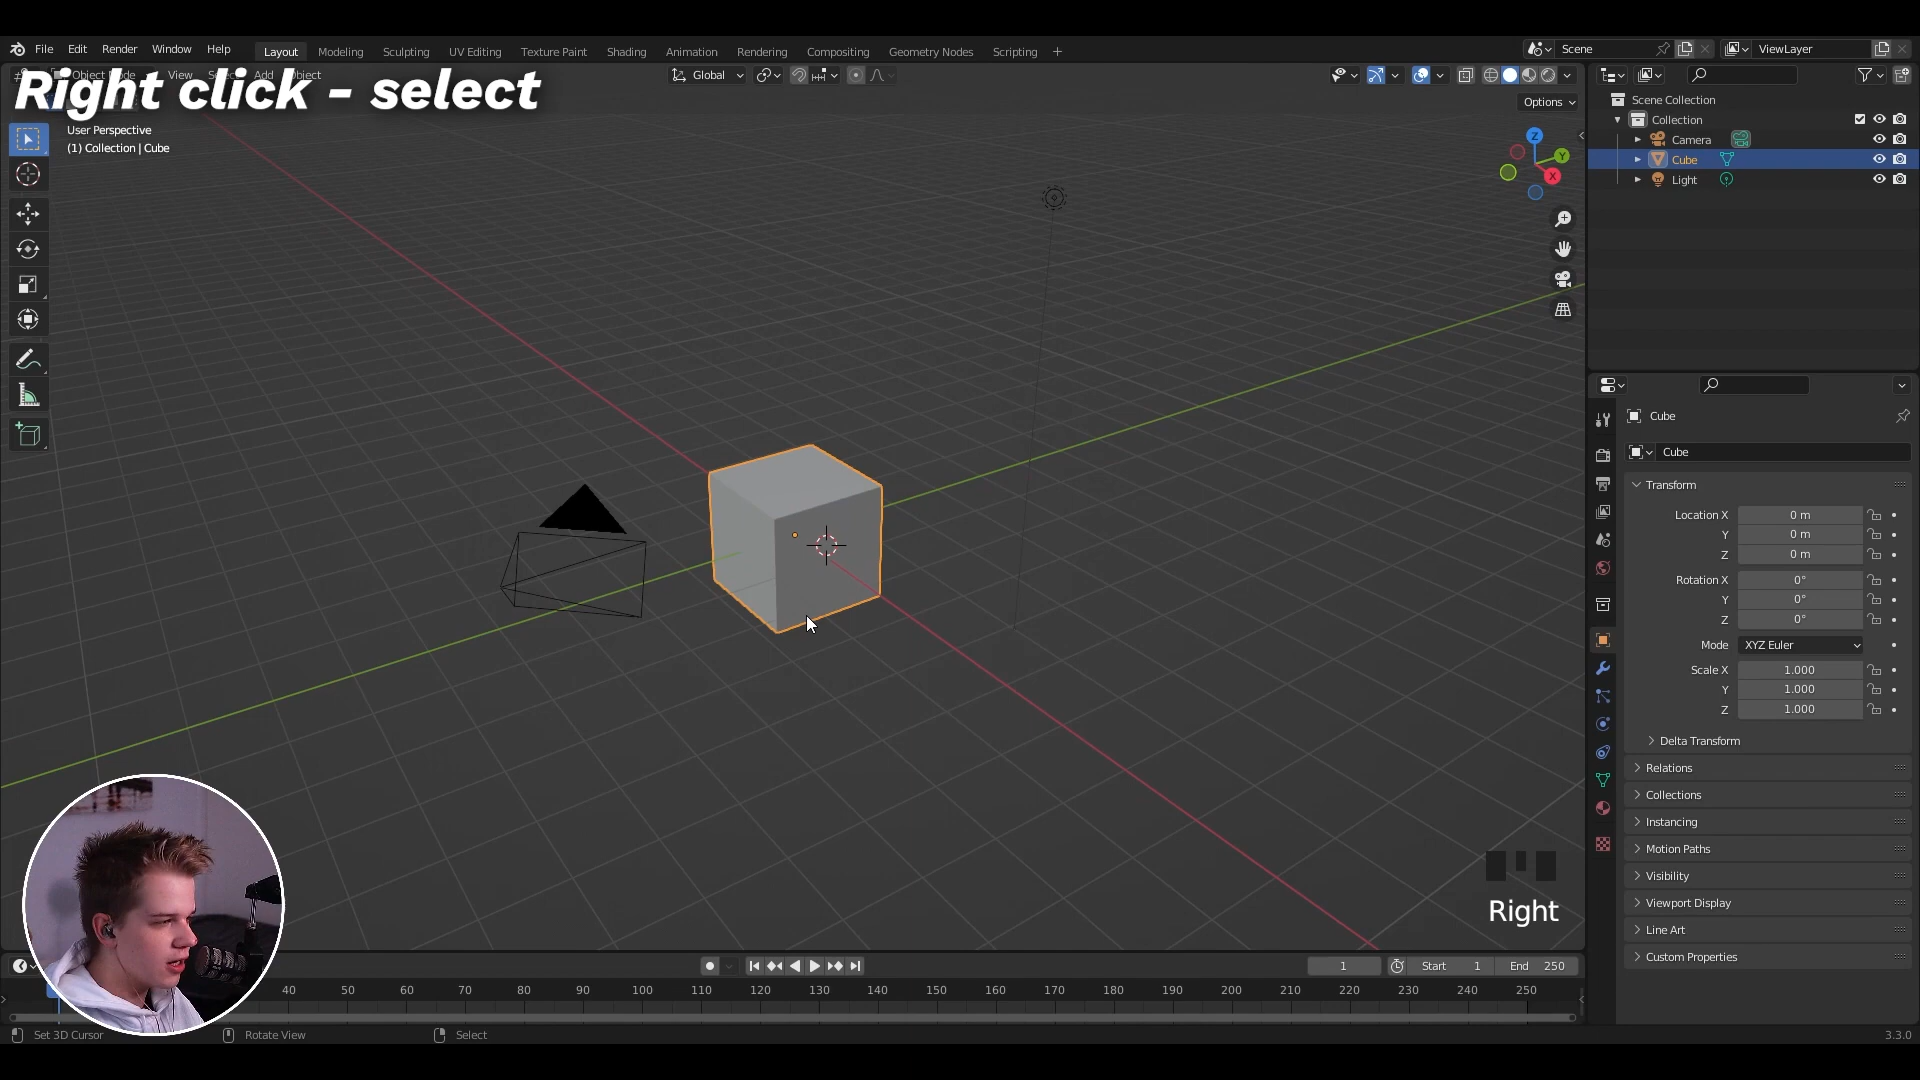 File Edit Render Window Help Layout Modeling Sculpting UV Editing Texture Paint Shading Animation Rendering Compositing Geometry Nodes Scripting + Scene ViewLayer
Object Mode View Select Add Object Global
Right click - select
Options
User Perspective
(1) Collection | Cube
Z
Y
X
Scene Collection
Collection
Camera
Cube
Light
Cube
Cube
Transform
Location X 0 m
Y 0 m
Z 0 m
Rotation X 0°
Y 0°
Z 0°
Mode XYZ Euler
Scale X 1.000
Y 1.000
Z 1.000
Delta Transform
Relations
Collections
Instancing
Motion Paths
Visibility
Viewport Display
Line Art
Custom Properties
Right
1 Start 1 End 250
40 50 60 70 80 90 100 110 120 130 140 150 160 170 180 190 200 210 220 230 240 250
Set 3D Cursor Rotate View Select 3.3.0